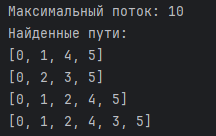 Максимальный поток: 10
Найденные пути:
[0, 1, 4, 5]
[0, 2, 3, 5]
[0, 1, 2, 4, 5]
[0, 1, 2, 4, 3, 5]